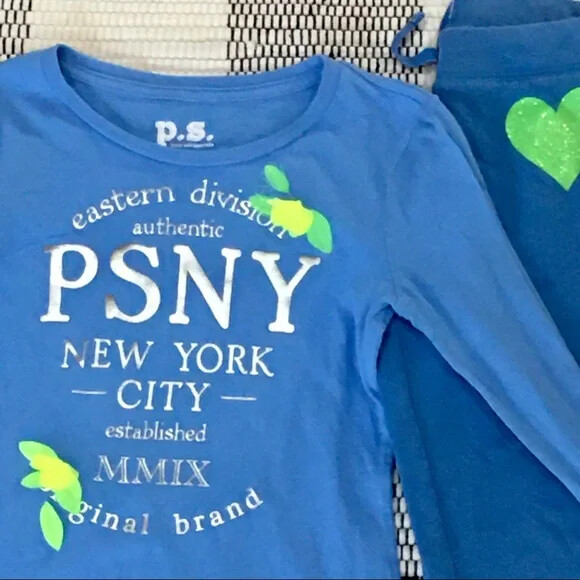 p.s.
eastern division
authentic
PSNY
NEW YORK
CITY
established
MMIX
ginal brand